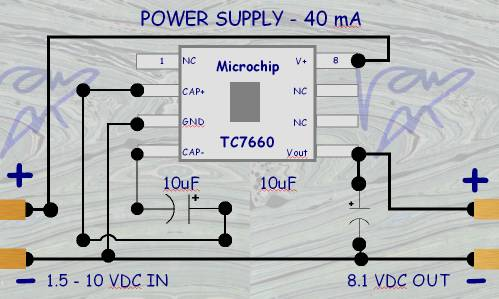 POWER SUPPLY - 40 mA
1 NC Microchip V+ 8
CAP+ NC
GND NC
TC7660
CAP- Vout
10uF 10uF
+ + + +
- 1.5 - 10 VDC IN 8.1 VDC OUT -